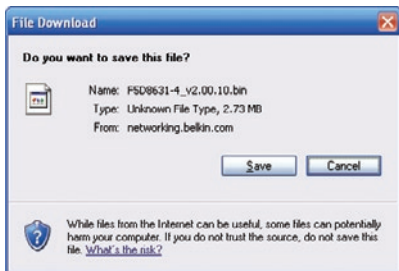 File Download
Do you want to save this file?
Name: F5D8631-4_v2.00.10.bin
Type: Unknown File Type, 2.73 MB
From: networking.belkin.com
Save
Cancel
While files from the Internet can be useful, some files can potentially
harm your computer. If you do not trust the source, do not save this
file. What's the risk?